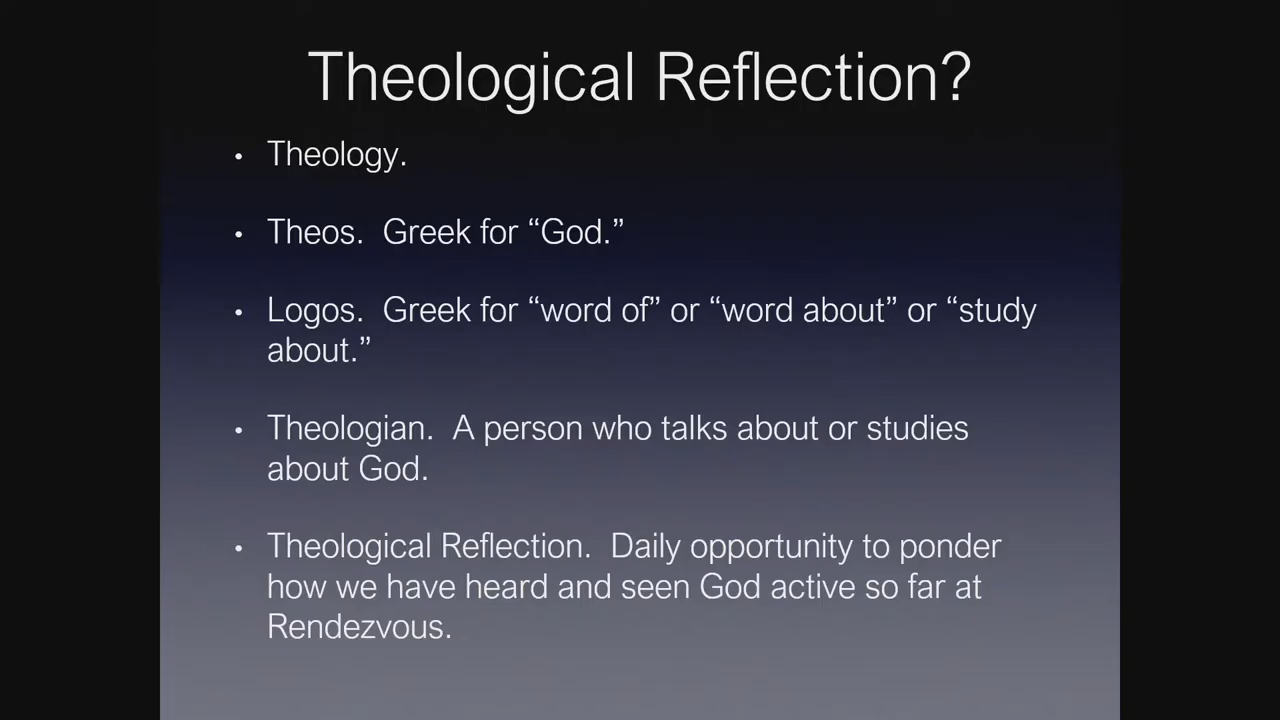 Theological Reflection?
• Theology.
• Theos.  Greek for “God.”
• Logos.  Greek for “word of” or “word about” or “study
about.”
• Theologian.  A person who talks about or studies
about God.
• Theological Reflection.  Daily opportunity to ponder
how we have heard and seen God active so far at
Rendezvous.